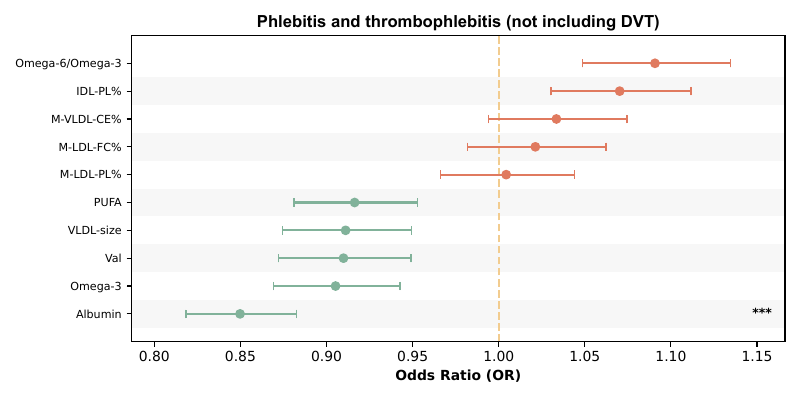 Phlebitis and thrombophlebitis (not including DVT)
Omega-6/Omega-3
IDL-PL%
M-VLDL-CE%
M-LDL-FC%
M-LDL-PL%
PUFA
VLDL-size
Val
Omega-3
Albumin
***
0.80 0.85 0.90 0.95 1.00 1.05 1.10 1.15
Odds Ratio (OR)